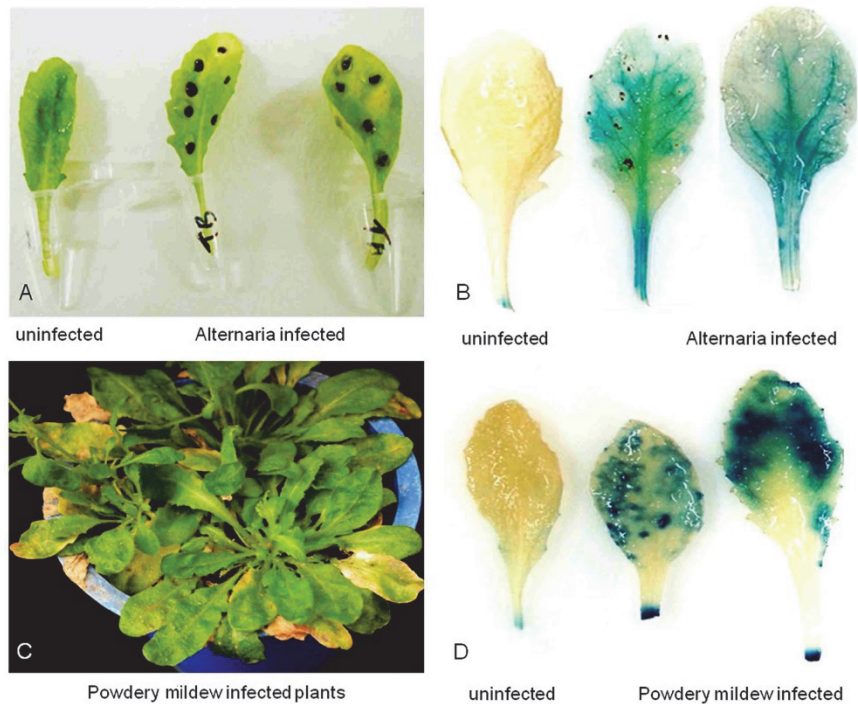 A
B
uninfected Alternaria infected
Alternaria infected
uninfected
C
D
Powdery mildew infected plants
uninfected Powdery mildew infected